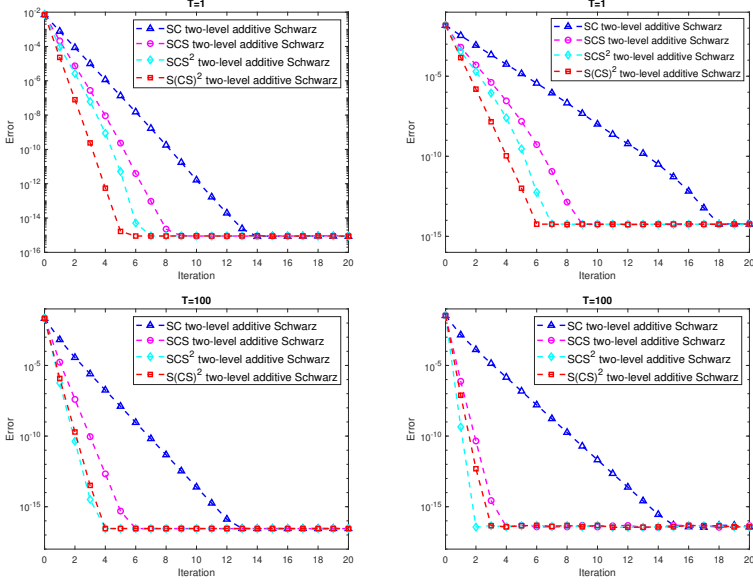 T=1
Error
10^-2
10^-4
10^-6
10^-8
10^-10
10^-12
10^-14
10^-16
0 2 4 6 8 10 12 14 16 18 20
Iteration
SC two-level additive Schwarz
SCS two-level additive Schwarz
SCS² two-level additive Schwarz
S(CS)² two-level additive Schwarz
T=1
Error
10^-5
10^-10
10^-15
0 2 4 6 8 10 12 14 16 18 20
Iteration
SC two-level additive Schwarz
SCS two-level additive Schwarz
SCS² two-level additive Schwarz
S(CS)² two-level additive Schwarz
T=100
Error
10^-5
10^-10
10^-15
0 2 4 6 8 10 12 14 16 18 20
Iteration
SC two-level additive Schwarz
SCS two-level additive Schwarz
SCS² two-level additive Schwarz
S(CS)² two-level additive Schwarz
T=100
Error
10^-5
10^-10
10^-15
0 2 4 6 8 10 12 14 16 18 20
Iteration
SC two-level additive Schwarz
SCS two-level additive Schwarz
SCS² two-level additive Schwarz
S(CS)² two-level additive Schwarz